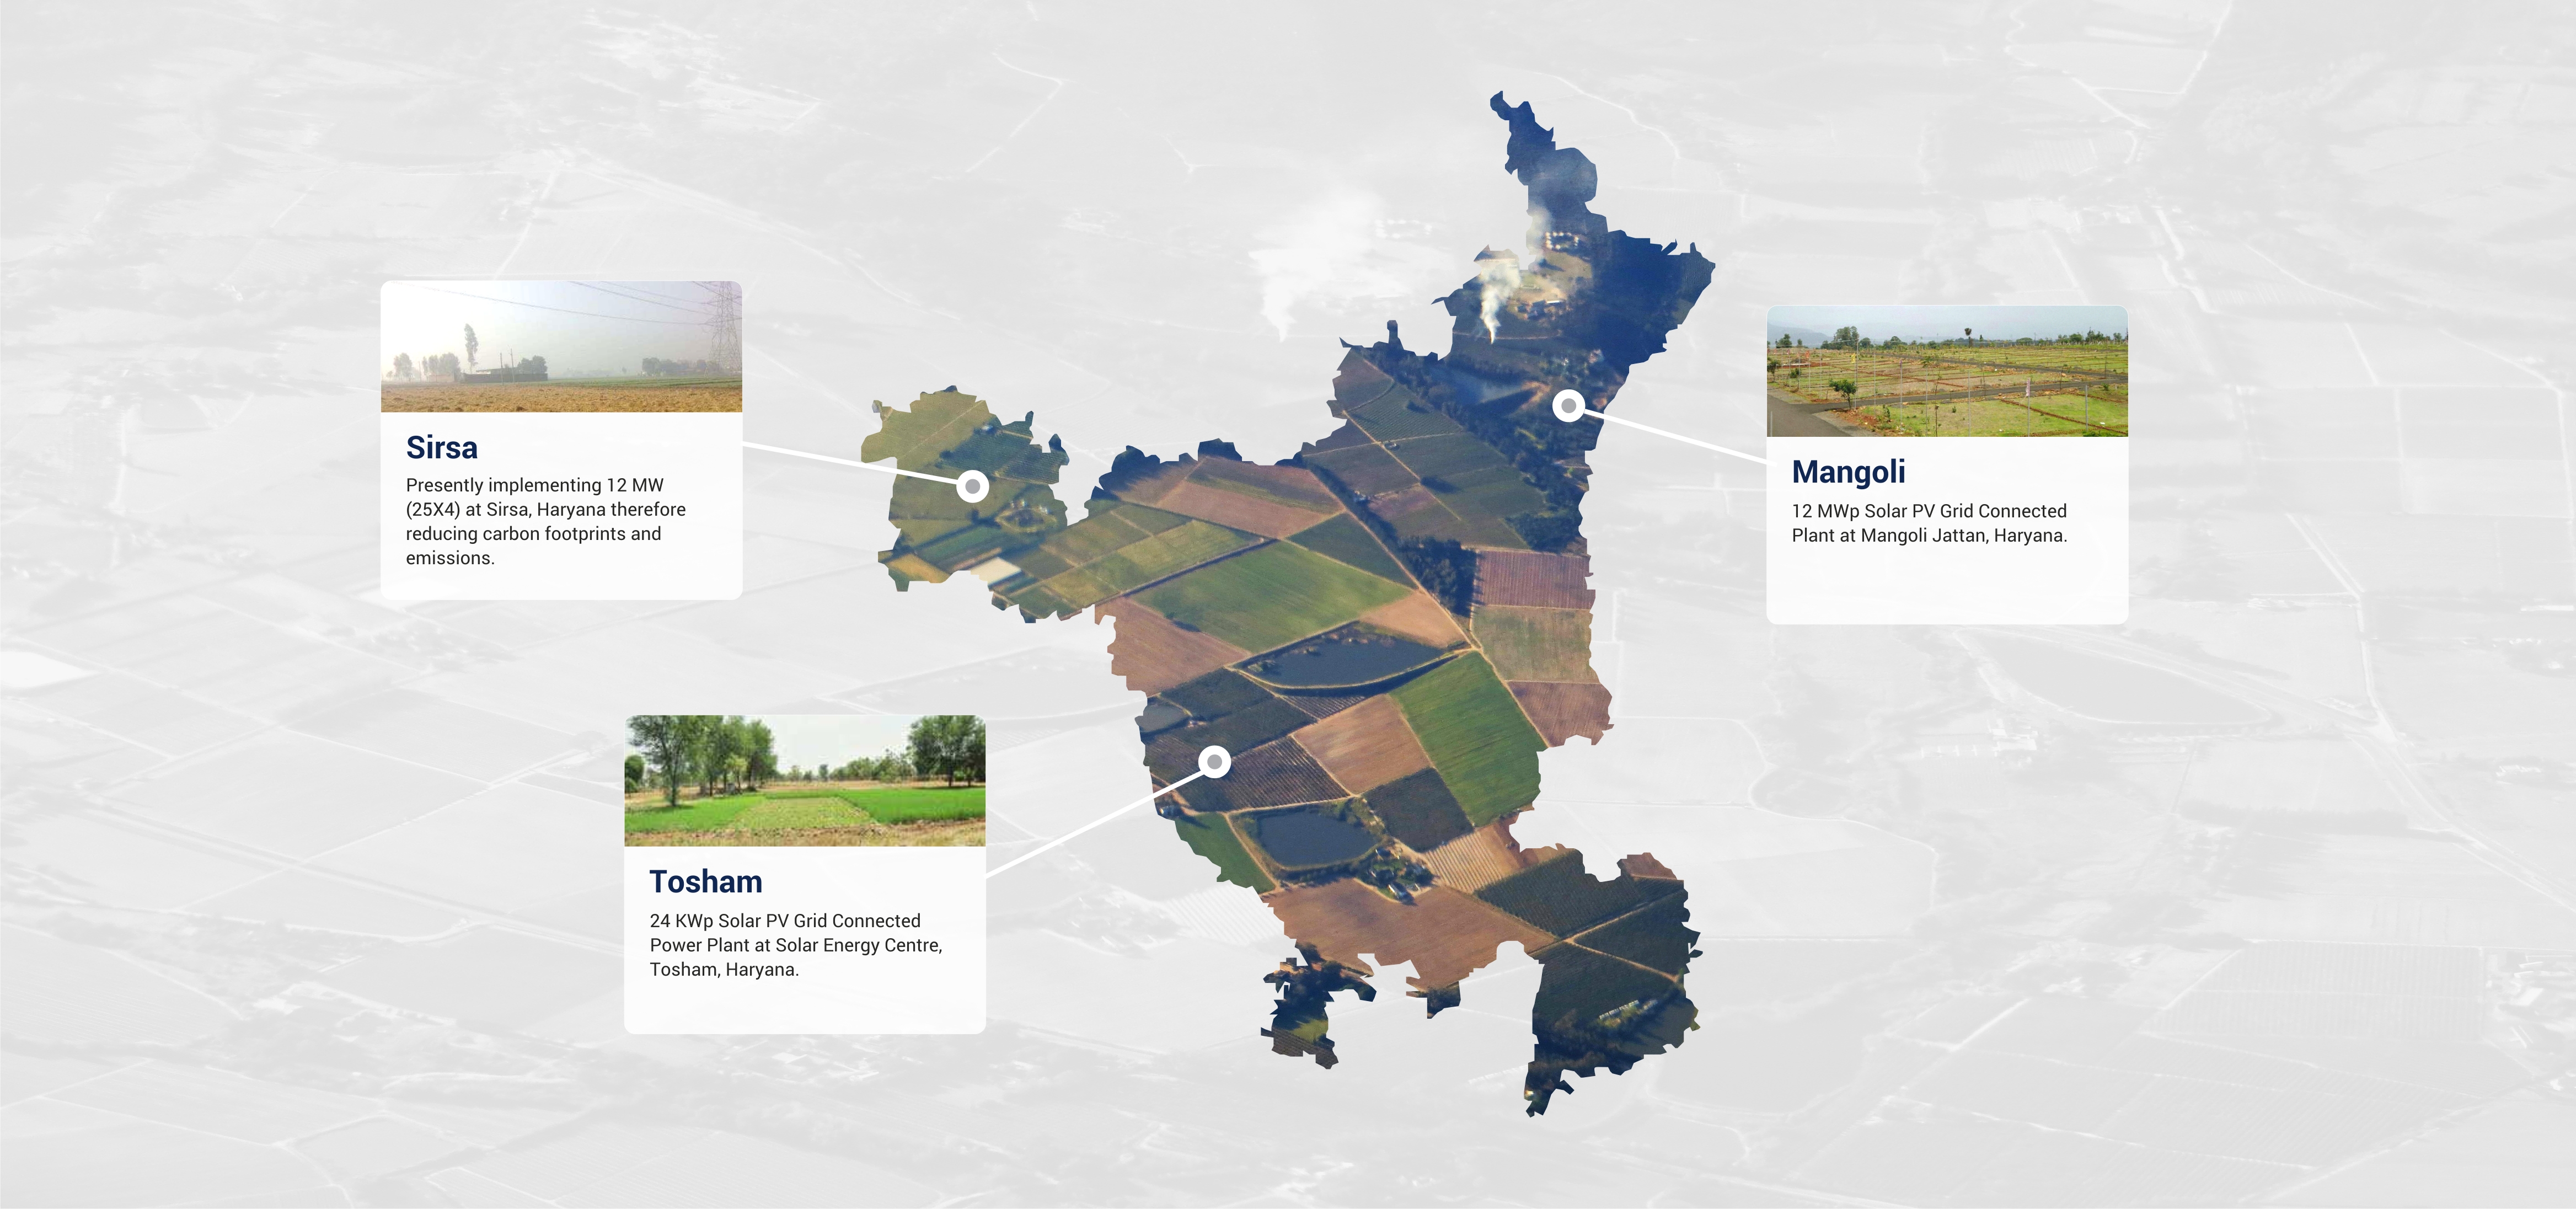 Sirsa
Presently implementing 12 MW
(25X4) at Sirsa, Haryana therefore
reducing carbon footprints and
emissions.
Mangoli
12 MWp Solar PV Grid Connected
Plant at Mangoli Jattan, Haryana.
Tosham
24 KWp Solar PV Grid Connected
Power Plant at Solar Energy Centre,
Tosham, Haryana.